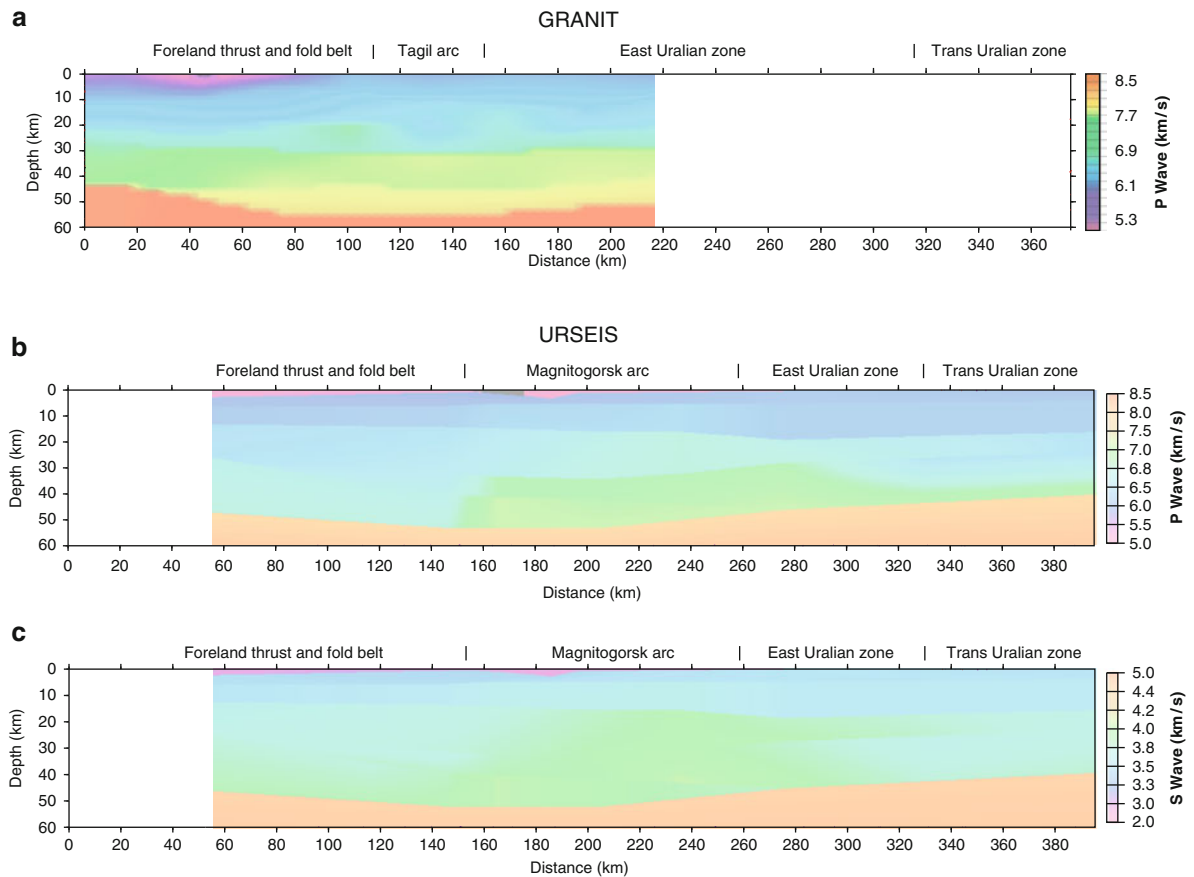 a
GRANIT
Foreland thrust and fold belt | Tagil arc | East Uralian zone | Trans Uralian zone
0
10
20
30
40
50
60
Depth (km)
0 20 40 60 80 100 120 140 160 180 200 220 240 260 280 300 320 340 360
Distance (km)
8.5
7.7
6.9
6.1
5.3
P Wave (km/s)
b
URSEIS
Foreland thrust and fold belt | Magnitogorsk arc | East Uralian zone | Trans Uralian zone
0
10
20
30
40
50
60
Depth (km)
0 20 40 60 80 100 120 140 160 180 200 220 240 260 280 300 320 340 360 380
Distance (km)
8.5
8.0
7.5
7.0
6.8
6.5
6.0
5.5
5.0
P Wave (km/s)
c
Foreland thrust and fold belt | Magnitogorsk arc | East Uralian zone | Trans Uralian zone
0
10
20
30
40
50
60
Depth (km)
0 20 40 60 80 100 120 140 160 180 200 220 240 260 280 300 320 340 360 380
Distance (km)
5.0
4.4
4.2
4.0
3.8
3.5
3.3
3.0
2.0
S Wave (km/s)